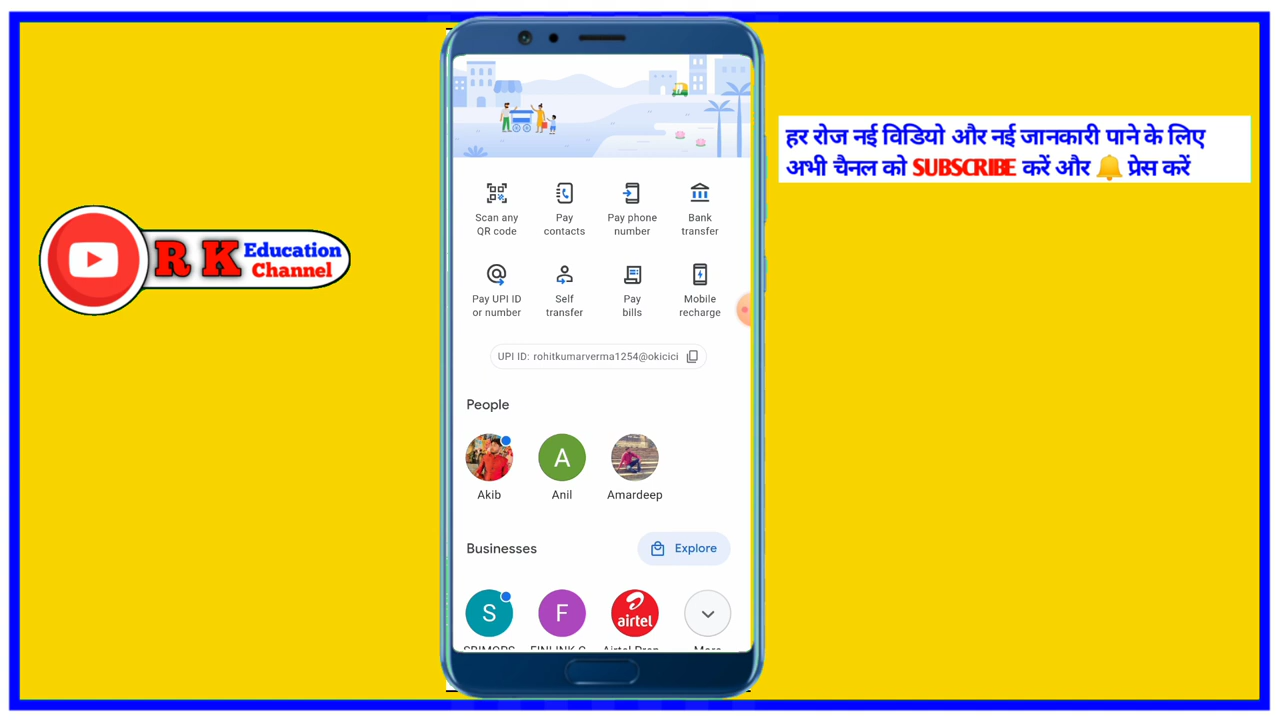 हर रोज नई विडियो और नई जानकारी पाने के लिए
अभी चैनल को SUBSCRIBE करें और 🔔 प्रेस करें
R K Education
Channel
Scan any
QR code
Pay
contacts
Pay phone
number
Bank
transfer
Pay UPI ID
or number
Self
transfer
Pay
bills
Mobile
recharge
UPI ID: rohitkumarverma1254@okicici
People
A
Akib
Anil
Amardeep
Businesses
Explore
S
F
airtel
More